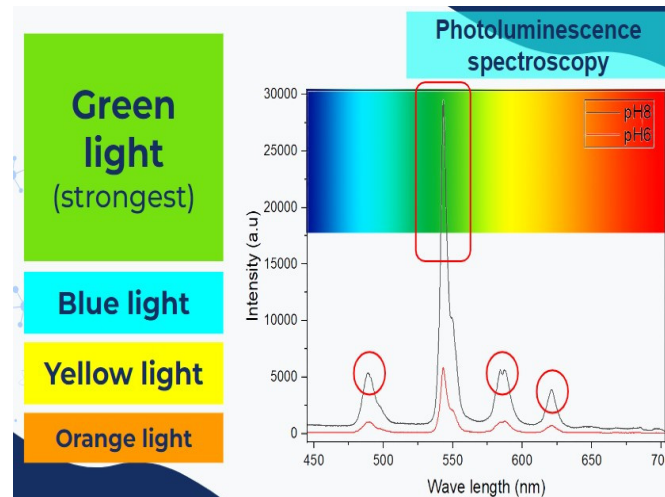 Photoluminescence
spectroscopy
Green
light
(strongest)
Blue light
Yellow light
Orange light
30000
25000
20000
15000
10000
5000
0
Intensity (a.u)
pH8
pH6
450
500
550
600
650
Wave length (nm)